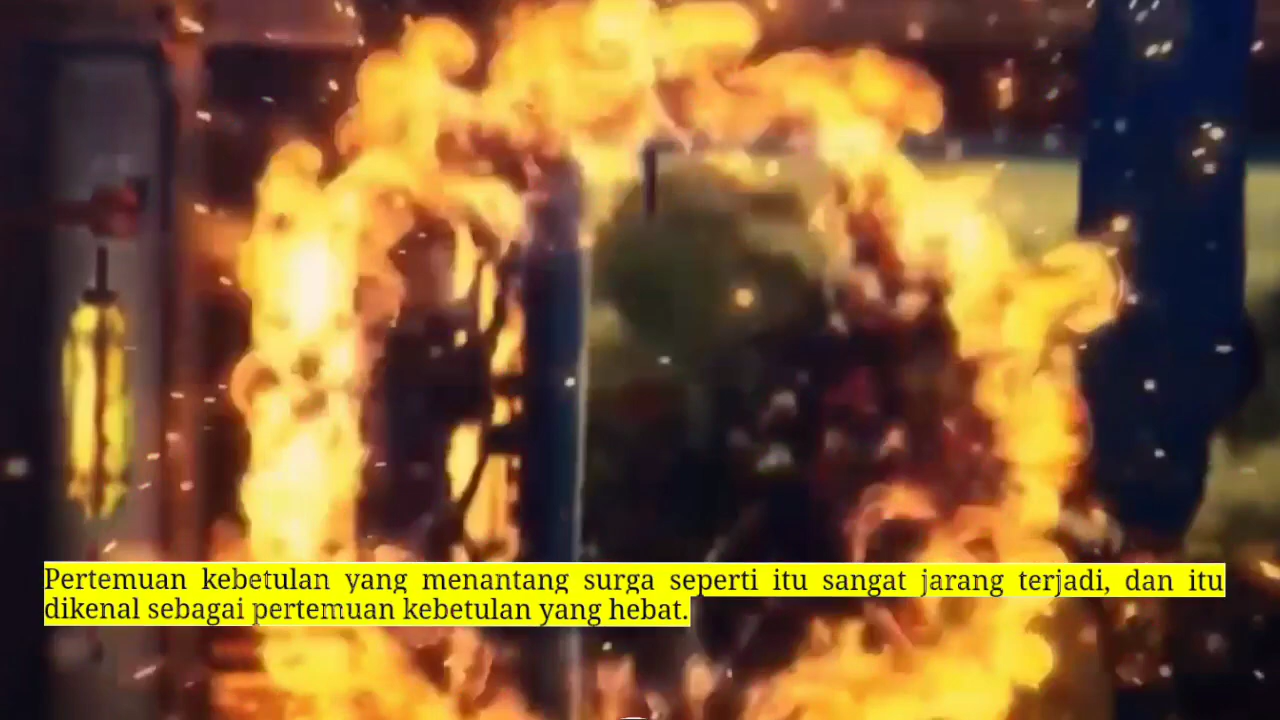 Pertemuan kebetulan yang menantang surga seperti itu sangat jarang terjadi, dan itu
dikenal sebagai pertemuan kebetulan yang hebat.